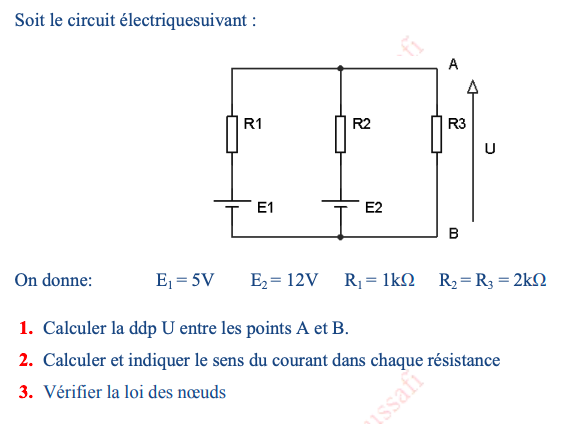 Soit le circuit électriquesuivant :
A
R1
R2
R3
U
E1
E2
B
On donne: E₁ = 5V E₂ = 12V R₁ = 1kΩ R₂ = R₃ = 2kΩ
1. Calculer la ddp U entre les points A et B.
2. Calculer et indiquer le sens du courant dans chaque résistance
3. Vérifier la loi des nœuds